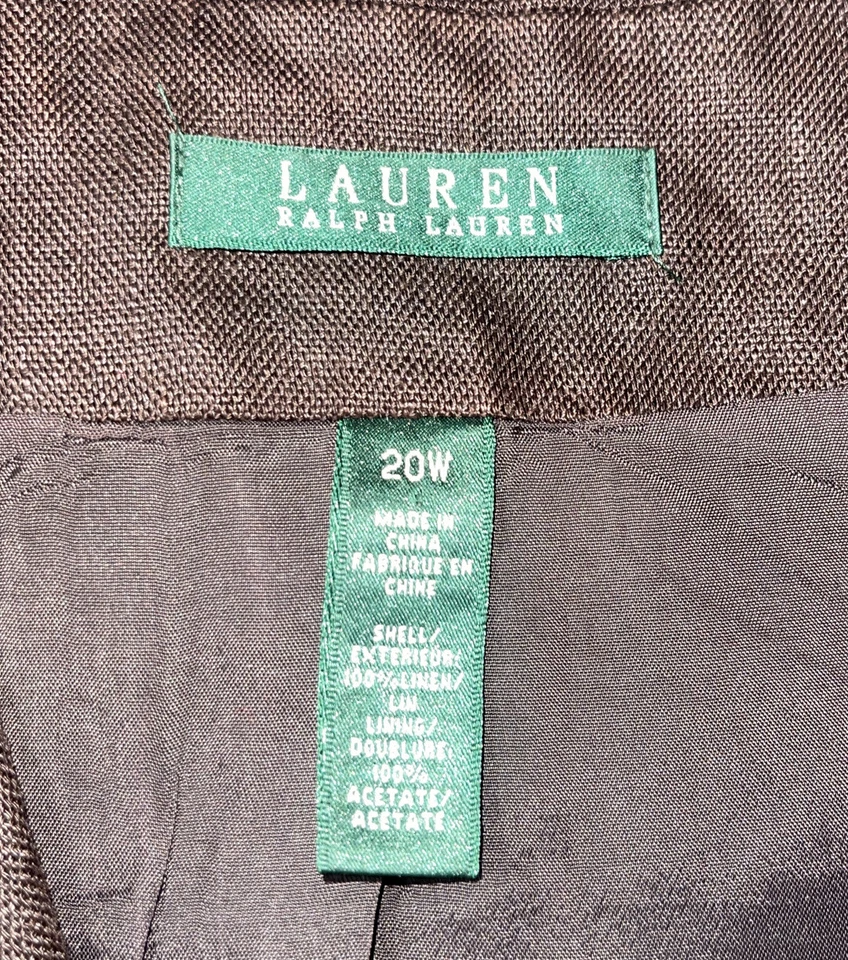 LAUREN
RALPH LAUREN
20W
MADE IN
CHINA
FABRIQUE EN
CHINE
SHELL/
EXTERIEUR:
100% LINEN/
LIN
LINING/
DOUBLURE:
100%
ACETATE/
ACETATE